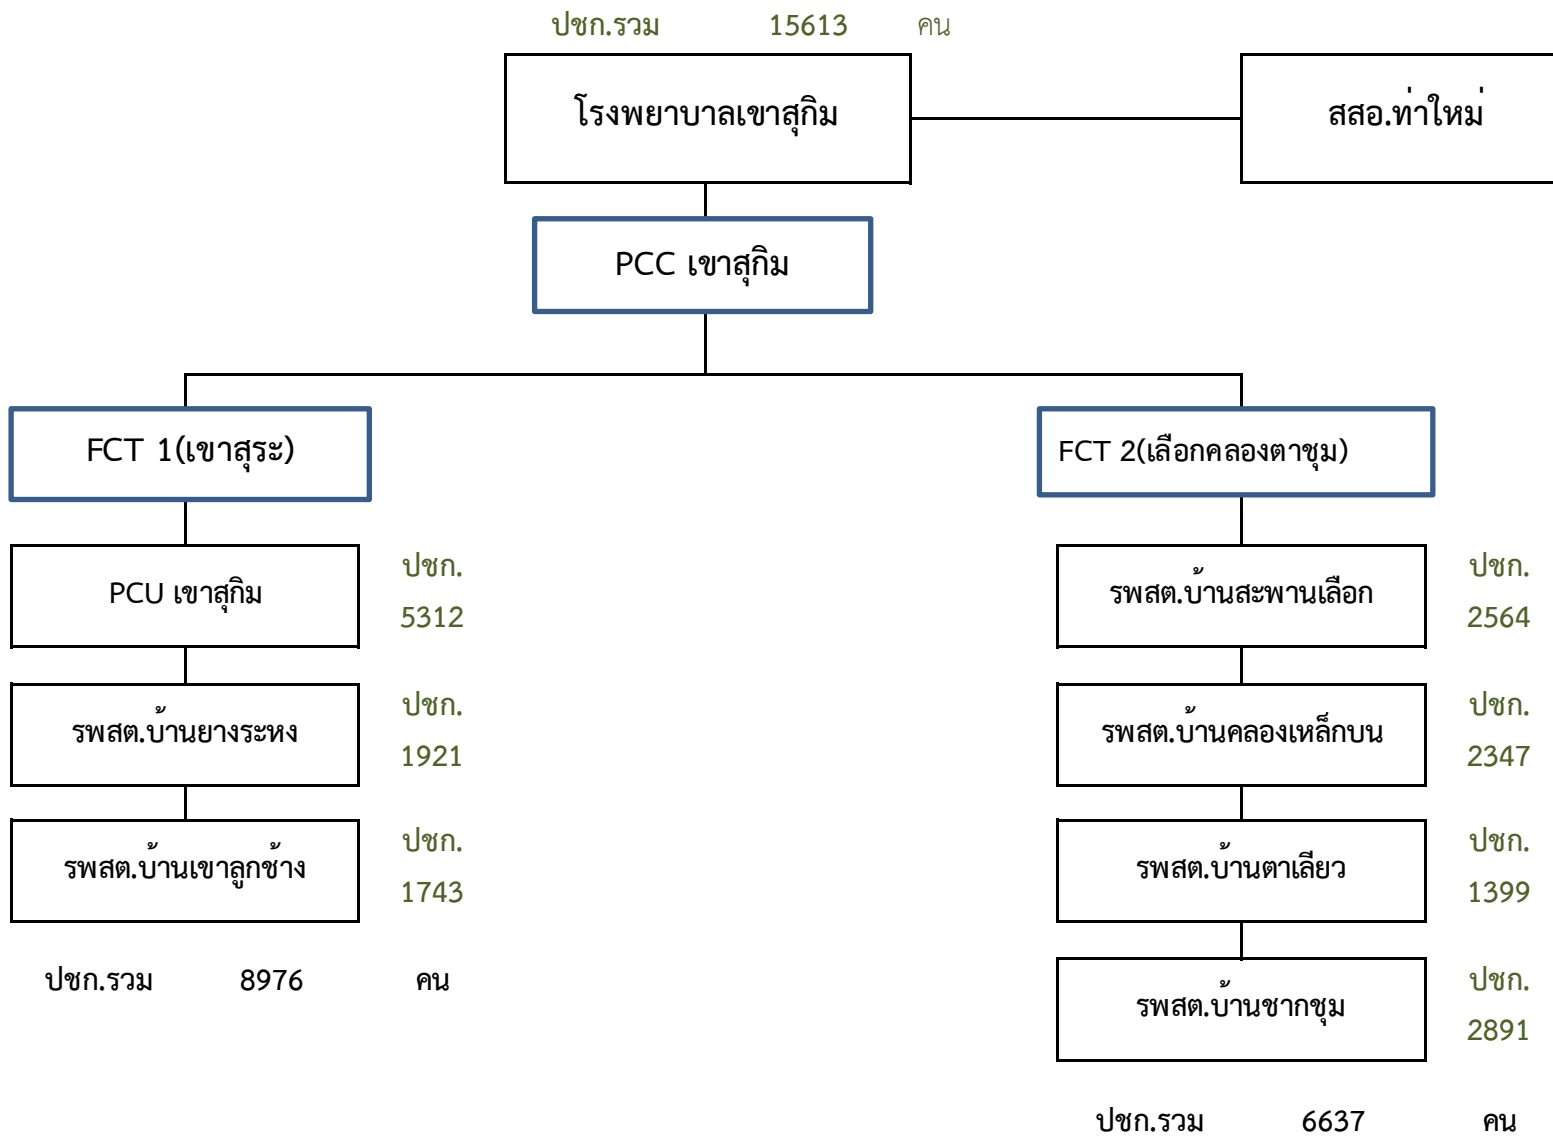 ปชก.รวม 15613 คน
โรงพยาบาลเขาสุกิม
สสอ.ท่าใหม่
PCC เขาสุกิม
FCT 1(เขาสุระ)
FCT 2(เลือกคลองตาชุม)
PCU เขาสุกิม
ปชก.
5312
รพสต.บ้านสะพานเลือก
ปชก.
2564
รพสต.บ้านยางระหง
ปชก.
1921
รพสต.บ้านคลองเหล็กบน
ปชก.
2347
รพสต.บ้านเขาลูกช้าง
ปชก.
1743
รพสต.บ้านตาเลียว
ปชก.
1399
ปชก.รวม 8976 คน
รพสต.บ้านชากชุม
ปชก.
2891
ปชก.รวม 6637 คน